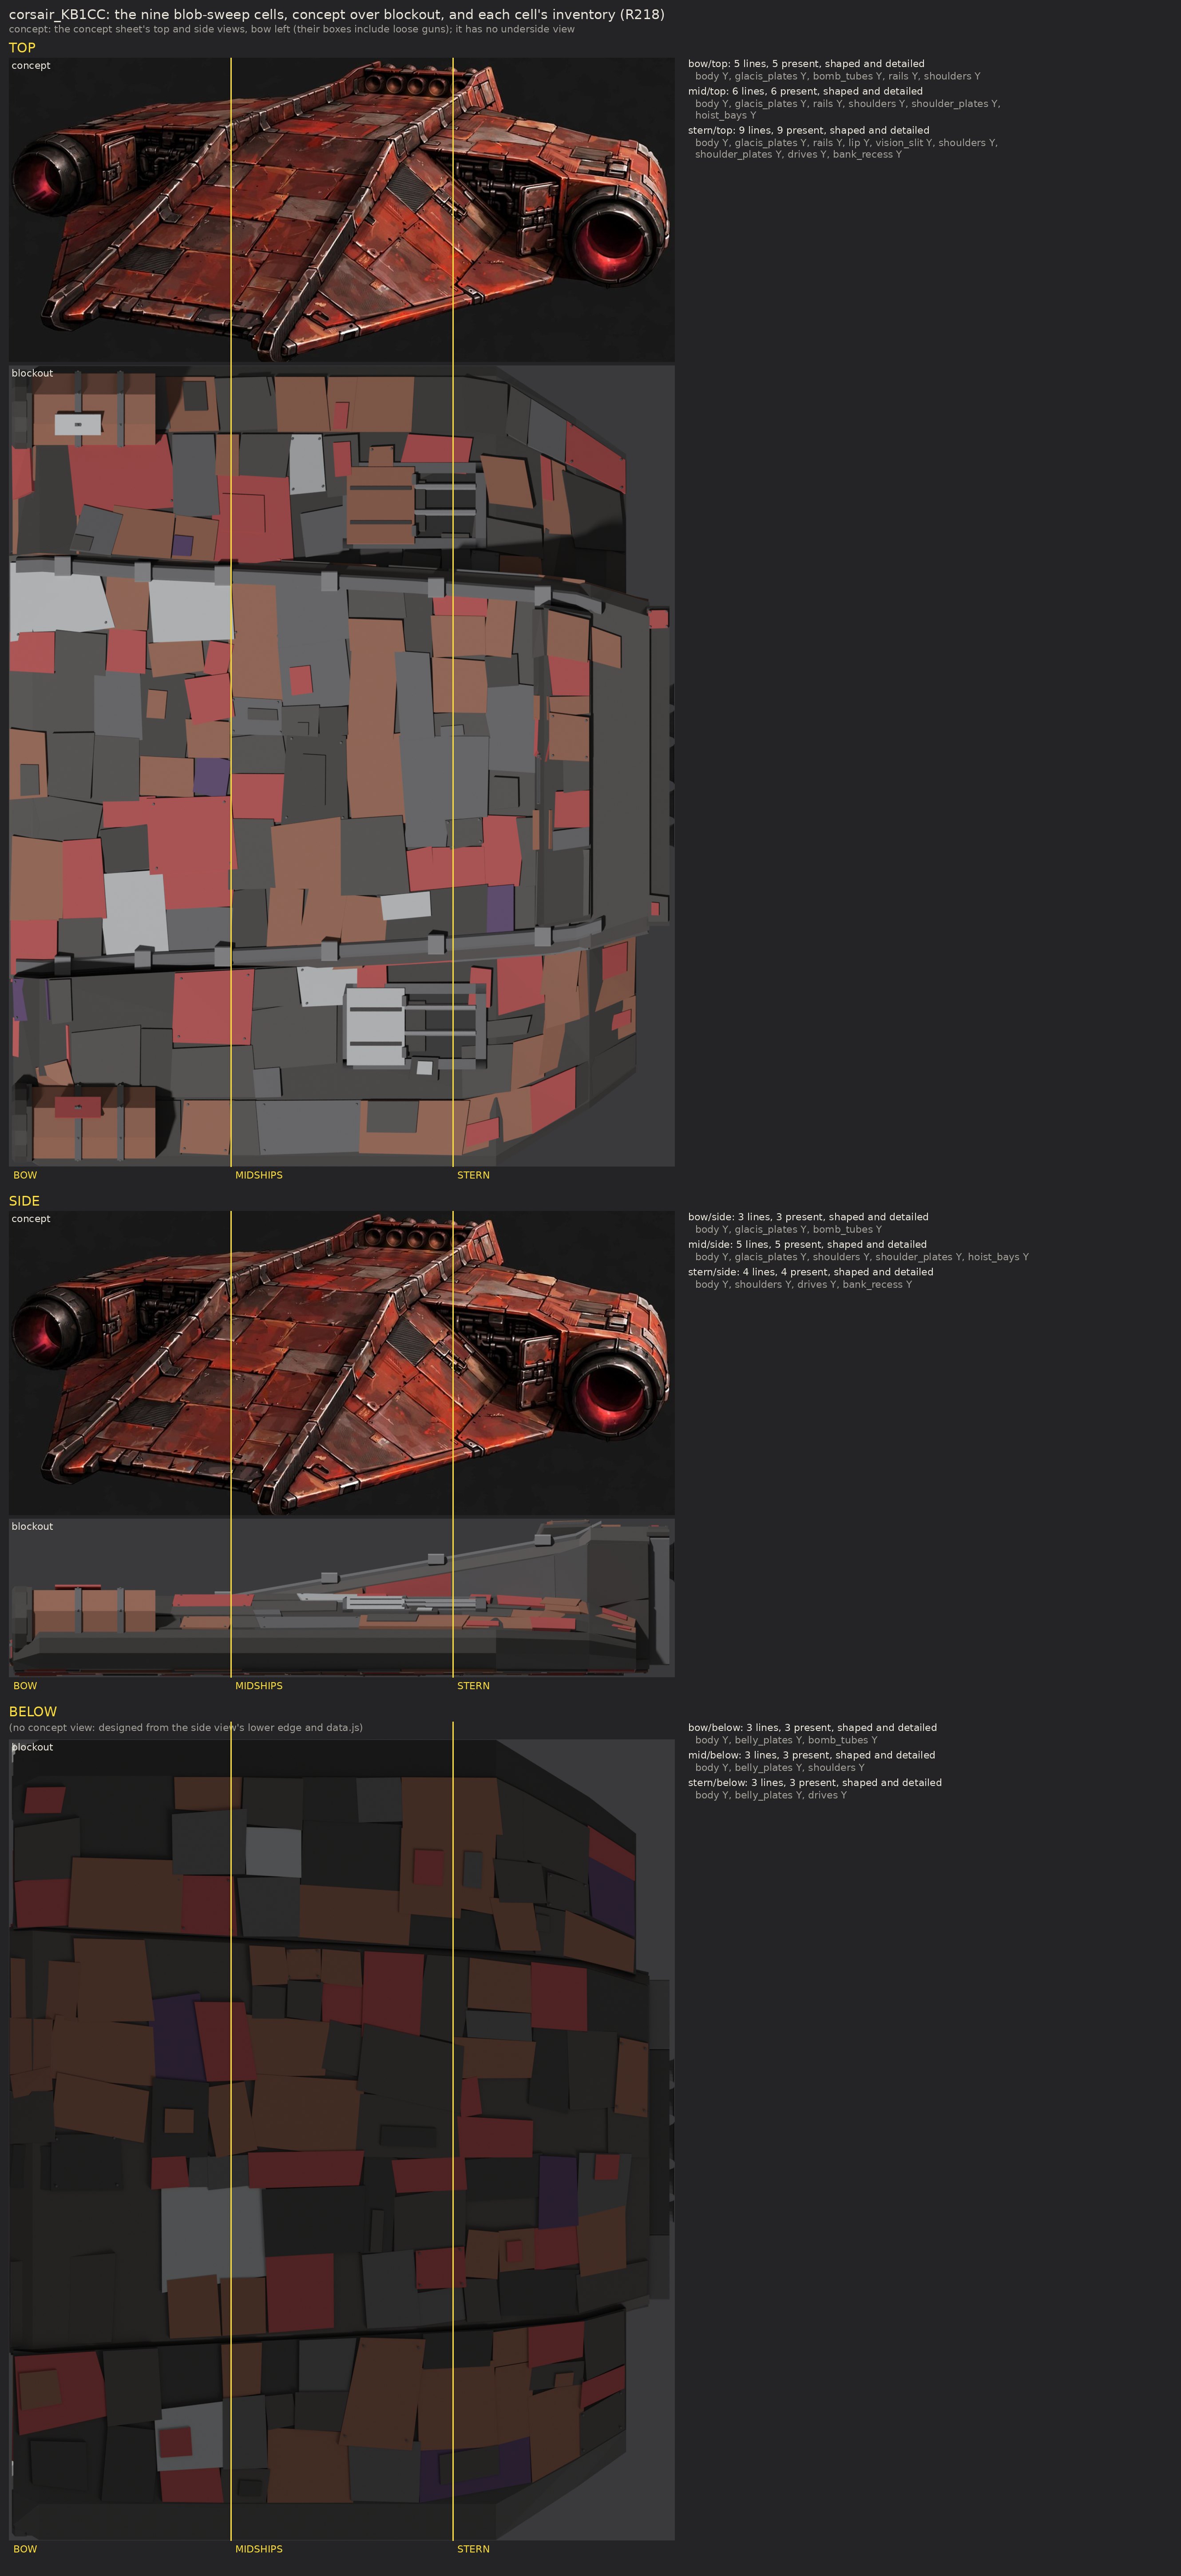 corsair_KB1CC: the nine blob-sweep cells, concept over blockout, and each cell's inventory (R218)
concept: the concept sheet's top and side views, bow left (their boxes include loose guns); it has no underside view
TOP
concept
bow/top: 5 lines, 5 present, shaped and detailed
body Y, glacis_plates Y, bomb_tubes Y, rails Y, shoulders Y
mid/top: 6 lines, 6 present, shaped and detailed
body Y, glacis_plates Y, rails Y, shoulders Y, shoulder_plates Y,
hoist_bays Y
stern/top: 9 lines, 9 present, shaped and detailed
body Y, glacis_plates Y, rails Y, lip Y, vision_slit Y, shoulders Y,
shoulder_plates Y, drives Y, bank_recess Y
blockout
BOW
MIDSHIPS
STERN
SIDE
concept
bow/side: 3 lines, 3 present, shaped and detailed
body Y, glacis_plates Y, bomb_tubes Y
mid/side: 5 lines, 5 present, shaped and detailed
body Y, glacis_plates Y, shoulders Y, shoulder_plates Y, hoist_bays Y
stern/side: 4 lines, 4 present, shaped and detailed
body Y, shoulders Y, drives Y, bank_recess Y
blockout
BOW
MIDSHIPS
STERN
BELOW
(no concept view: designed from the side view's lower edge and data.js)
blockout
bow/below: 3 lines, 3 present, shaped and detailed
body Y, belly_plates Y, bomb_tubes Y
mid/below: 3 lines, 3 present, shaped and detailed
body Y, belly_plates Y, shoulders Y
stern/below: 3 lines, 3 present, shaped and detailed
body Y, belly_plates Y, drives Y
BOW
MIDSHIPS
STERN